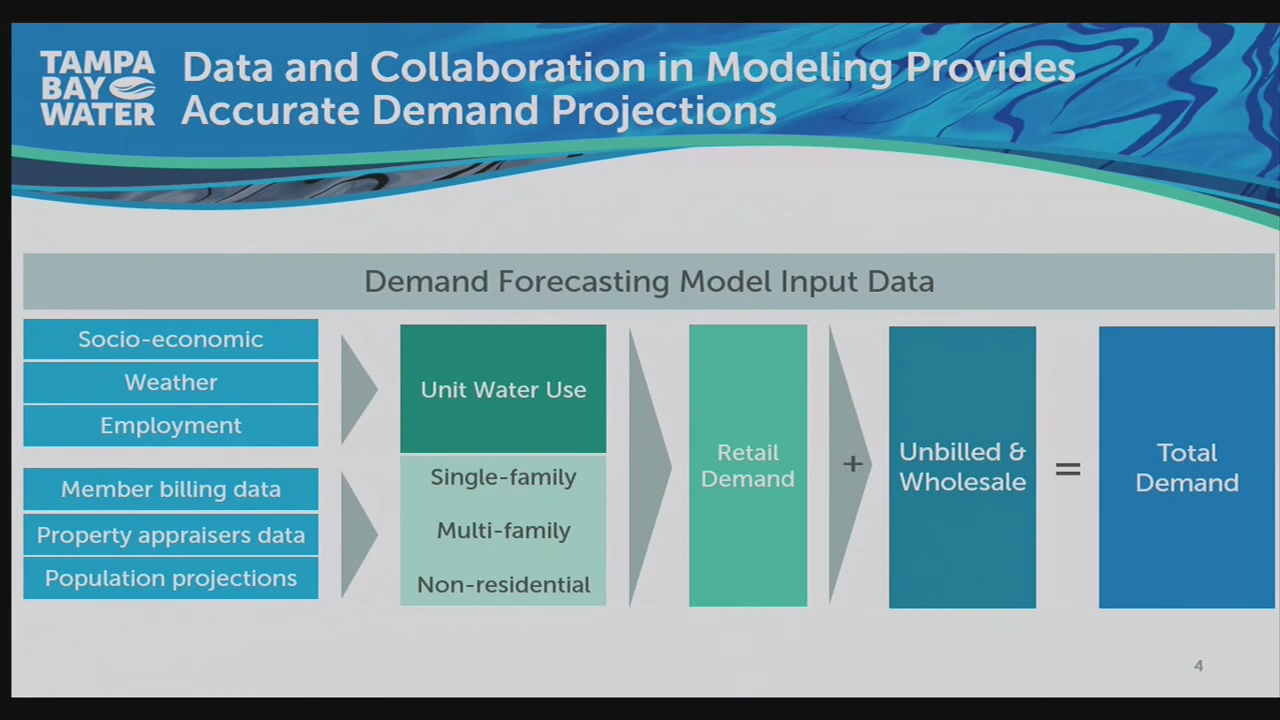 TAMPA
BAY
WATER
Data and Collaboration in Modeling Provides
Accurate Demand Projections
Demand Forecasting Model Input Data
Socio-economic
Weather
Employment
Member billing data
Property appraisers data
Population projections
Unit Water Use
Single-family
Multi-family
Non-residential
Retail
Demand
+
Unbilled &
Wholesale
=
Total
Demand
4